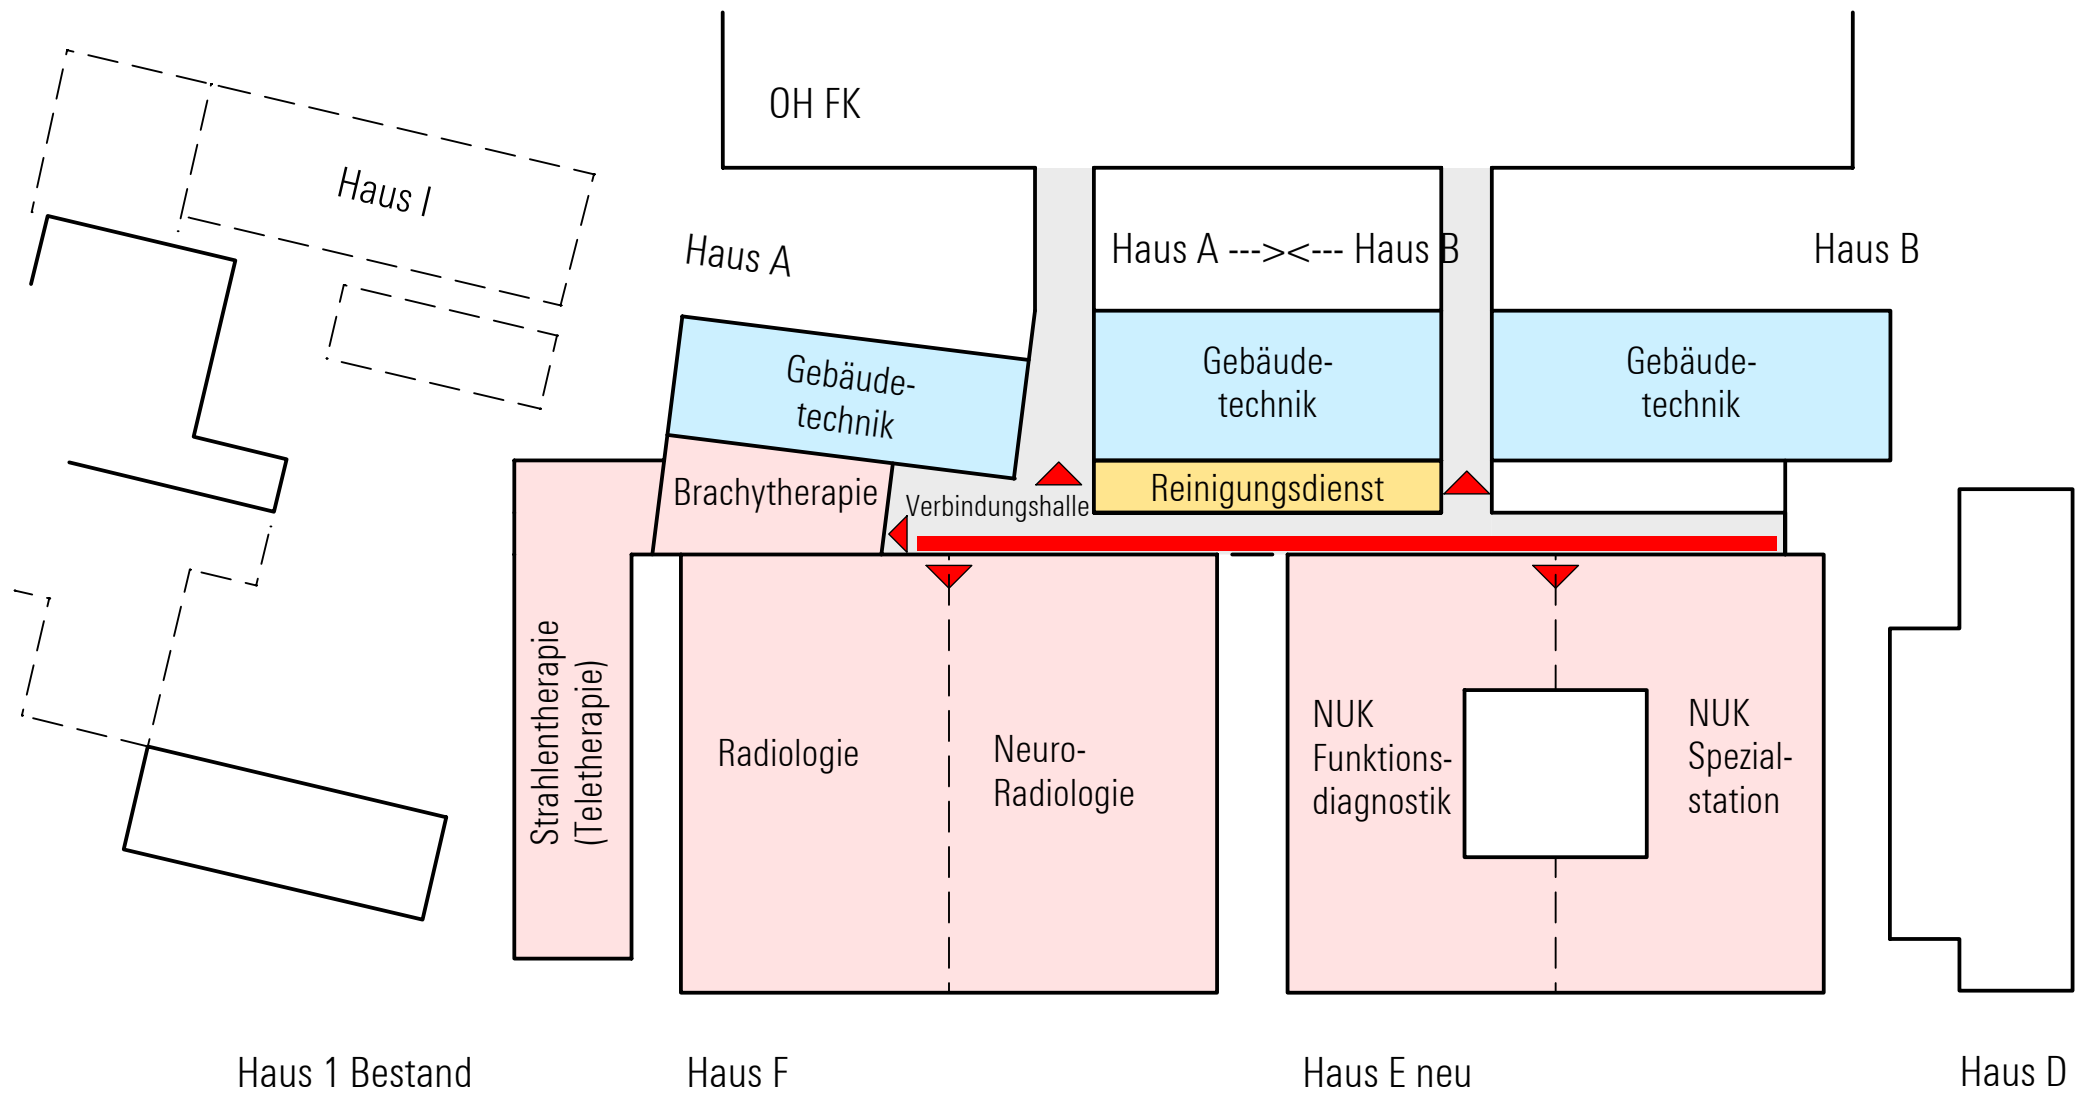 OH FK
Haus I
Haus A
Haus A ---><--- Haus B
Haus B
Gebäude-
technik
Gebäude-
technik
Gebäude-
technik
Brachytherapie
Verbindungshalle
Reinigungsdienst
Strahlentherapie
(Teletherapie)
Radiologie
Neuro-
Radiologie
NUK
Funktions-
diagnostik
NUK
Spezial-
station
Haus 1 Bestand
Haus F
Haus E neu
Haus D